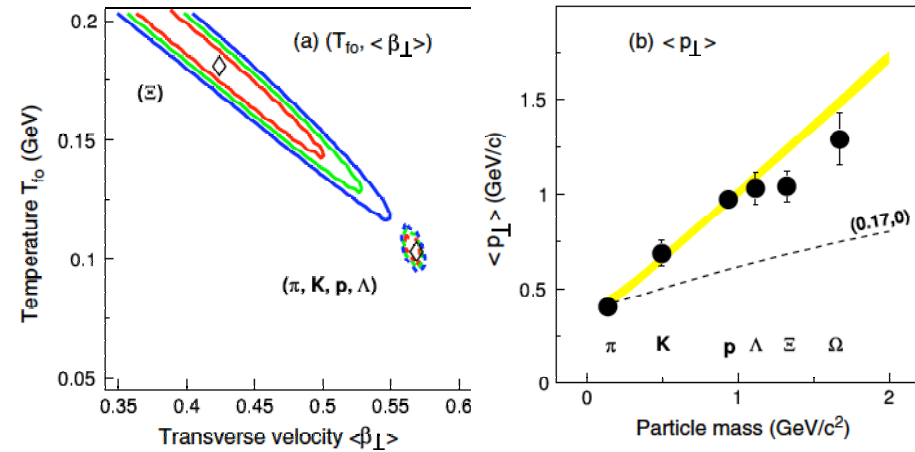 (a) (T_fo, < β⊥ >)
(Ξ)
(π, K, p, Λ)
0.2
0.15
0.1
0.05
Temperature T_fo (GeV)
0.35 0.4 0.45 0.5 0.55 0.6
Transverse velocity <β⊥>
(b) < p⊥ >
(0.17,0)
π K p Λ Ξ Ω
2
1.5
1
0.5
0
< p⊥ > (GeV/c)
0 1 2
Particle mass (GeV/c²)